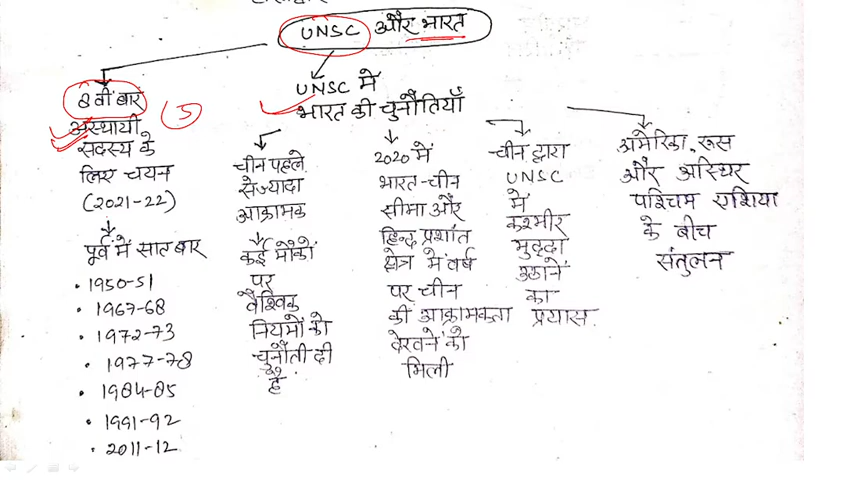 UNSC और भारत
8वीं बार
अस्थायी
सदस्य के
लिए चयन
(2021-22)
पूर्व में सात बार
• 1950-51
• 1967-68
• 1972-73
• 1977-78
• 1984-85
• 1991-92
• 2011-12
UNSC में
भारत की चुनौतियाँ
चीन पहले
से ज्यादा
आक्रामक
कई मौकों
पर
वैश्विक
नियमों को
चुनौती दी
है
2020 में
भारत-चीन
सीमा और
हिन्द प्रशांत
क्षेत्र में वर्ष
पर चीन
की आक्रामकता
देखने को
मिली
चीन द्वारा
UNSC
में
कश्मीर
मुद्दा
उठाने
का
प्रयास.
अमेरिका, रूस
और अस्थिर
पश्चिम एशिया
के बीच
संतुलन